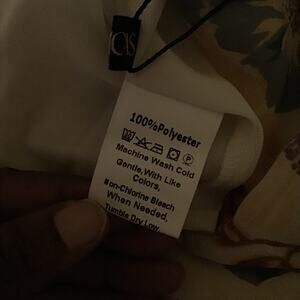 100%Polyester
Machine Wash Cold
Gentle,With Like
Colors,
Non-Chlorine Bleach
When Needed,
Tumble Dry Low